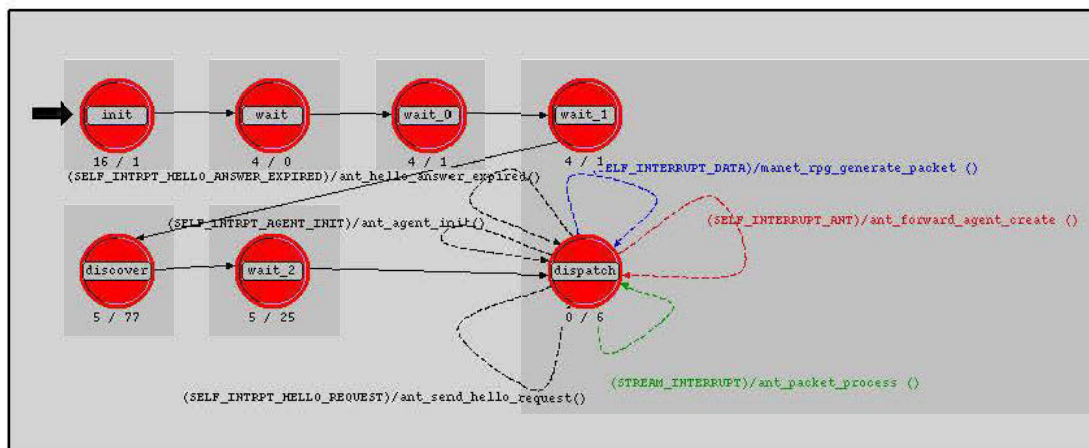 init
wait
wait_0
wait_1
16 / 1
4 / 0
4 / 1
4 / 1
(SELF_INTRPT_HELLO_ANSWER_EXPIRED)/ant_hello_answer_expired()
ELF_INTERRUPT_DATA)/manet_rpg_generate_packet ()
(SELF_INTRPT_AGENT_INIT)/ant_agent_init()
(SELF_INTERRUPT_ANT)/ant_forward_agent_create ()
discover
wait_2
dispatch
5 / 77
5 / 25
0 / 6
(STREAM_INTERRUPT)/ant_packet_process ()
(SELF_INTRPT_HELLO_REQUEST)/ant_send_hello_request()